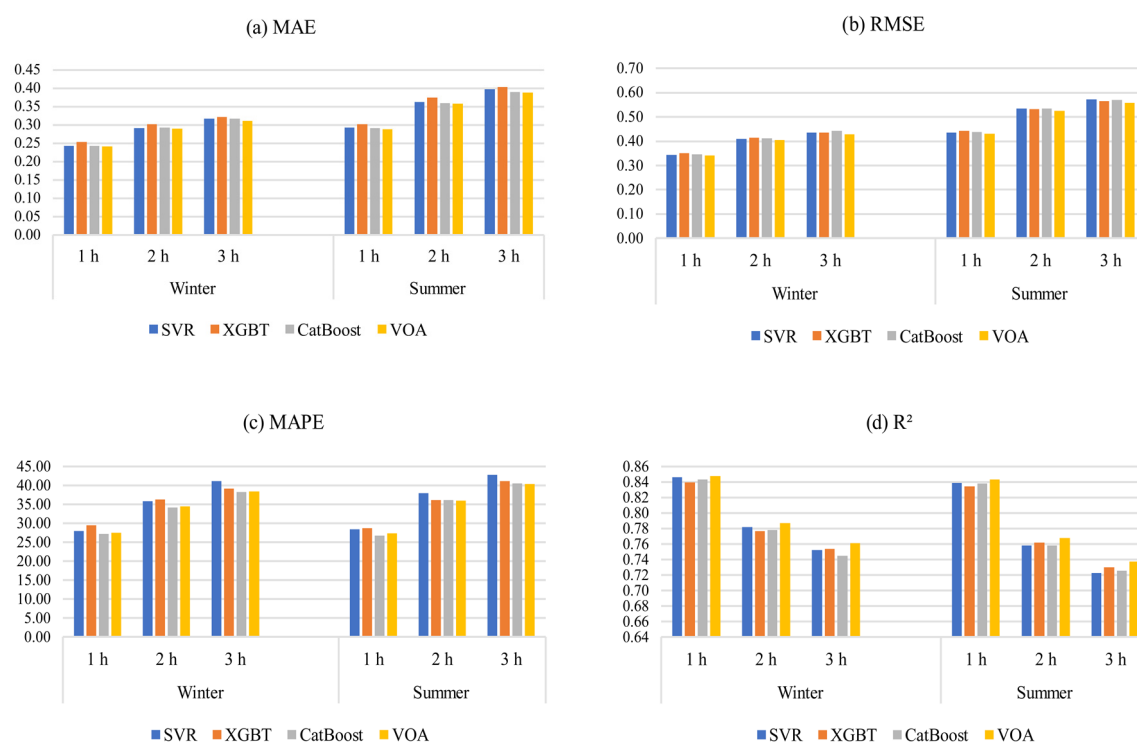 (a) MAE
0.45
0.40
0.35
0.30
0.25
0.20
0.15
0.10
0.05
0.00
1 h 2 h 3 h 1 h 2 h 3 h
Winter Summer
SVR XGBT CatBoost VOA
(b) RMSE
0.70
0.60
0.50
0.40
0.30
0.20
0.10
0.00
1 h 2 h 3 h 1 h 2 h 3 h
Winter Summer
SVR XGBT CatBoost VOA
(c) MAPE
45.00
40.00
35.00
30.00
25.00
20.00
15.00
10.00
5.00
0.00
1 h 2 h 3 h 1 h 2 h 3 h
Winter Summer
SVR XGBT CatBoost VOA
(d) R²
0.86
0.84
0.82
0.80
0.78
0.76
0.74
0.72
0.70
0.68
0.66
0.64
1 h 2 h 3 h 1 h 2 h 3 h
Winter Summer
SVR XGBT CatBoost VOA